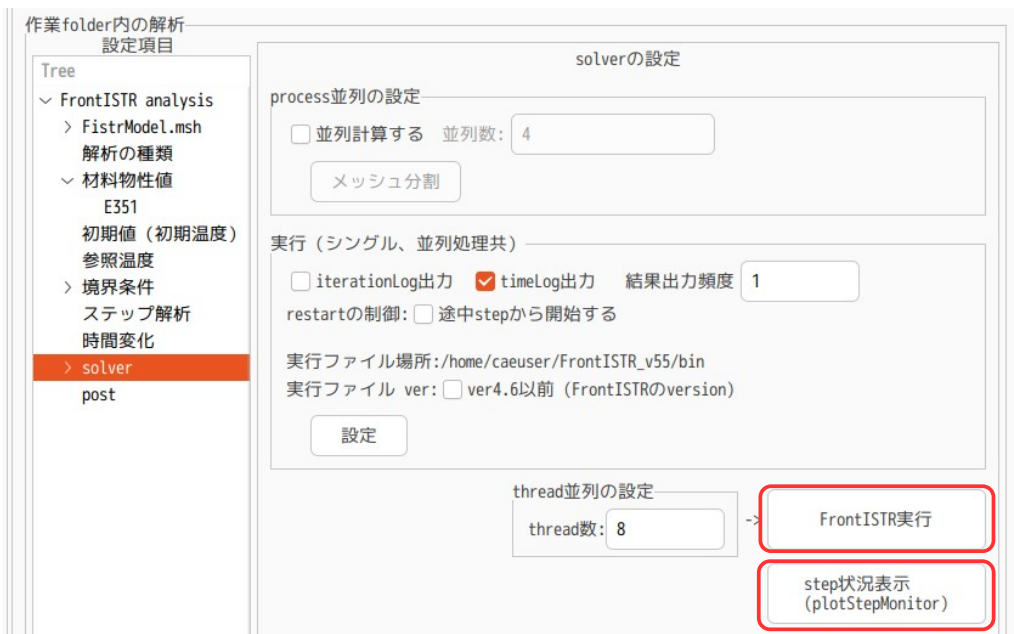 作業folder内の解析
設定項目
Tree
FrontISTR analysis
FistrModel.msh
解析の種類
材料物性値
E351
初期値（初期温度）
参照温度
境界条件
ステップ解析
時間変化
solver
post
solverの設定
process並列の設定
並列計算する 並列数: 4
メッシュ分割
実行（シングル、並列処理共）
iterationLog出力 timeLog出力 結果出力頻度 1
restartの制御: 途中stepから開始する
実行ファイル場所:/home/caeuser/FrontISTR_v55/bin
実行ファイル ver: ver4.6以前（FrontISTRのversion）
設定
thread並列の設定
thread数: 8
-> FrontISTR実行
step状況表示
(plotStepMonitor)